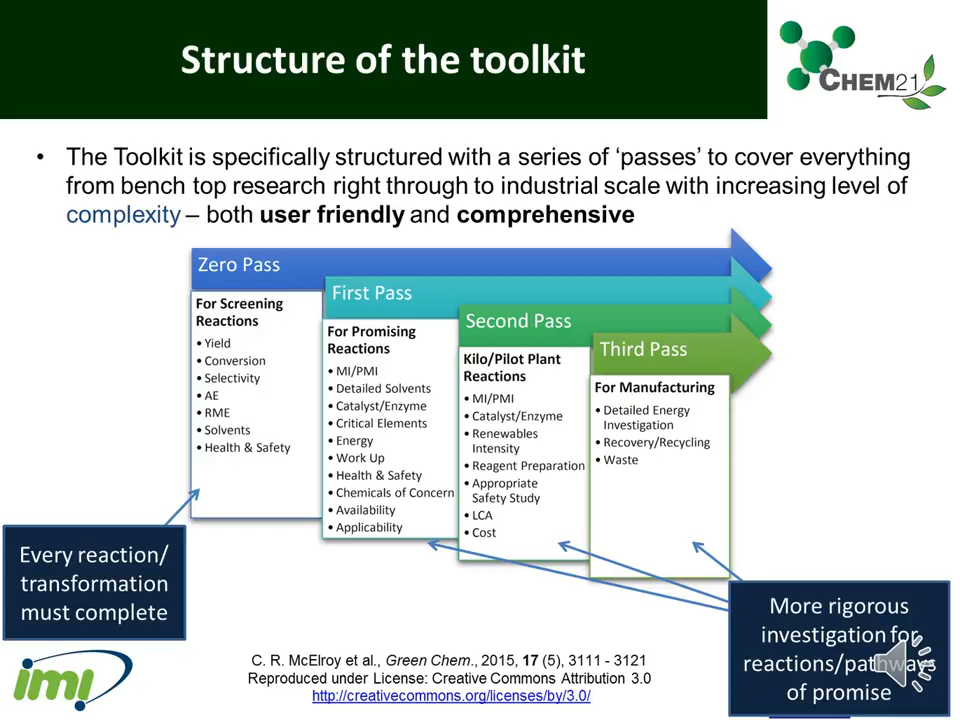 Structure of the toolkit
CHEM21
• The Toolkit is specifically structured with a series of ‘passes’ to cover everything
from bench top research right through to industrial scale with increasing level of
complexity – both user friendly and comprehensive
Zero Pass
For Screening
Reactions
• Yield
• Conversion
• Selectivity
• AE
• RME
• Solvents
• Health & Safety
First Pass
For Promising
Reactions
• MI/PMI
• Detailed Solvents
• Catalyst/Enzyme
• Critical Elements
• Energy
• Work Up
• Health & Safety
• Chemicals of Concern
• Availability
• Applicability
Second Pass
Kilo/Pilot Plant
Reactions
• MI/PMI
• Catalyst/Enzyme
• Renewables
Intensity
• Reagent Preparation
• Appropriate
Safety Study
• LCA
• Cost
Third Pass
For Manufacturing
• Detailed Energy
Investigation
• Recovery/Recycling
• Waste
Every reaction/
transformation
must complete
More rigorous
investigation for
reactions/pathways
of promise
imi
C. R. McElroy et al., Green Chem., 2015, 17 (5), 3111 - 3121
Reproduced under License: Creative Commons Attribution 3.0
http://creativecommons.org/licenses/by/3.0/